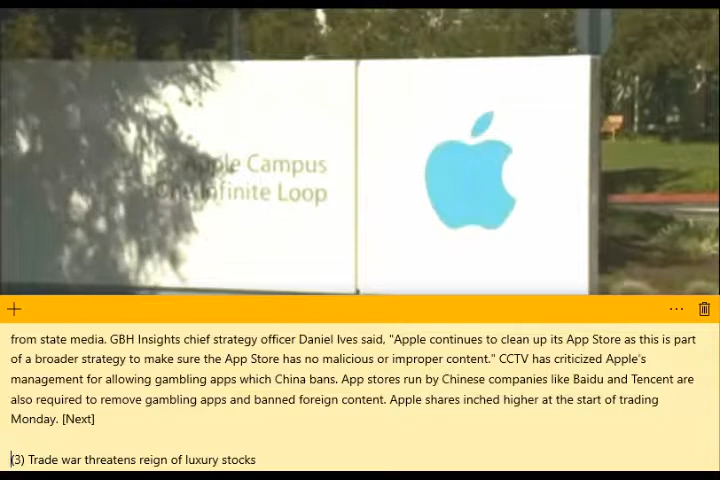 Apple Campus
One Infinite Loop
from state media. GBH Insights chief strategy officer Daniel Ives said, "Apple continues to clean up its App Store as this is part
of a broader strategy to make sure the App Store has no malicious or improper content." CCTV has criticized Apple's
management for allowing gambling apps which China bans. App stores run by Chinese companies like Baidu and Tencent are
also required to remove gambling apps and banned foreign content. Apple shares inched higher at the start of trading
Monday. [Next]
(3) Trade war threatens reign of luxury stocks